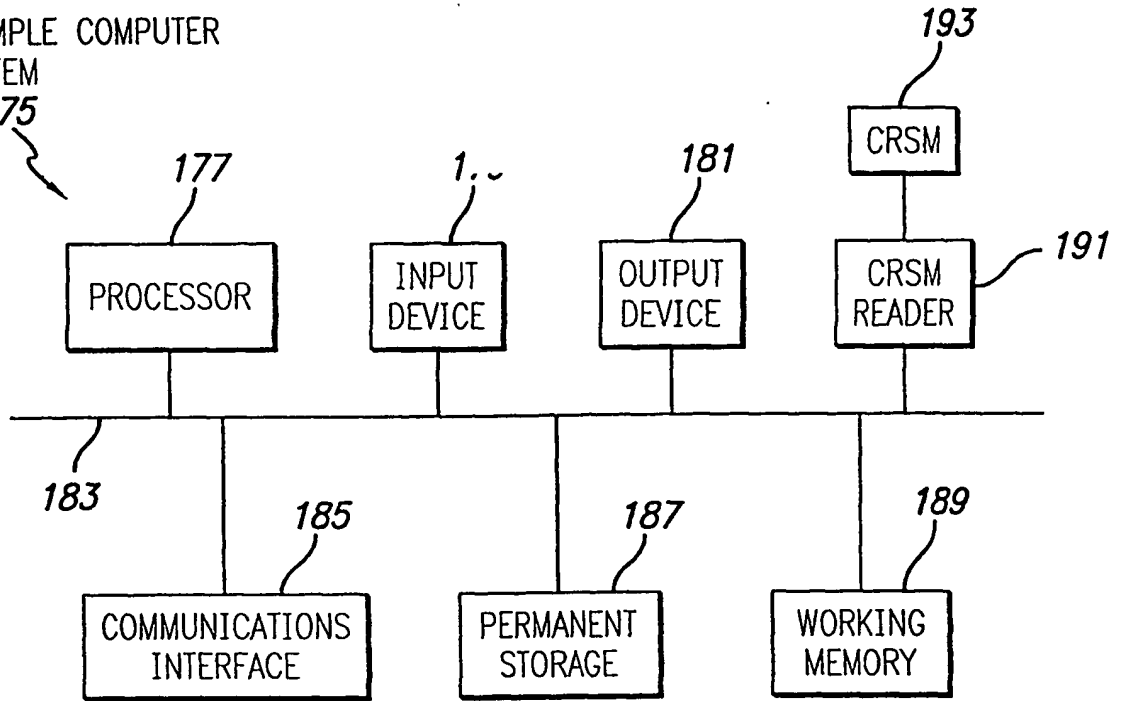 MPLE COMPUTER
TEM
75
193
CRSM
177
181
191
PROCESSOR
INPUT
DEVICE
OUTPUT
DEVICE
CRSM
READER
183
185
187
189
COMMUNICATIONS
INTERFACE
PERMANENT
STORAGE
WORKING
MEMORY